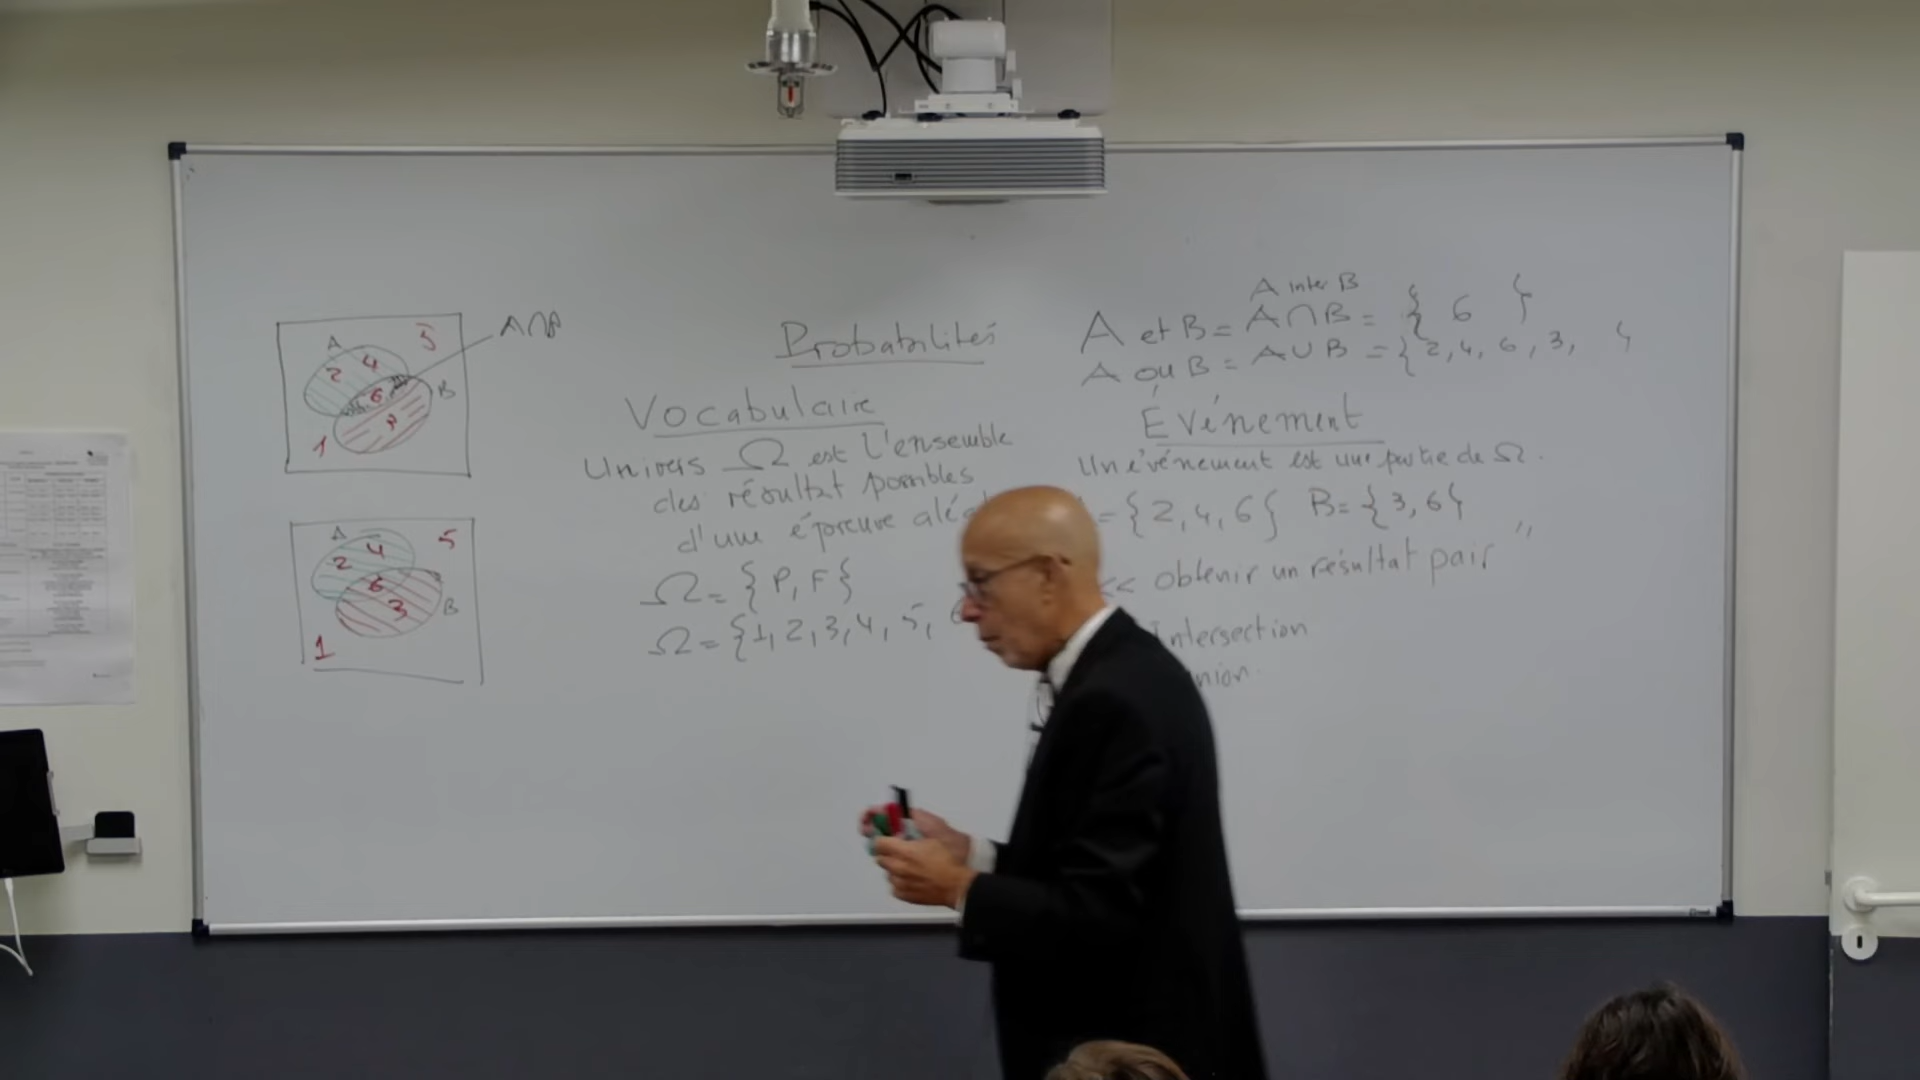 A
5
4
2
6
1
B
A∩B
A
5
4
2
6
3
B
1
Probabilités
Vocabulaire
Univers Ω est l'ensemble
des résultat possibles
d'une épreuve
Ω = { P, F }
Ω = { 1, 2, 3, 4, 5,
A inter B
A et B = A∩B = { 6 }
A ou B = A∪B = { 2, 4, 6, 3, }
Événement
Un événement est une partie de Ω.
= { 2, 4, 6 } B = { 3, 6 }
<< obtenir un résultat pair "
Intersection